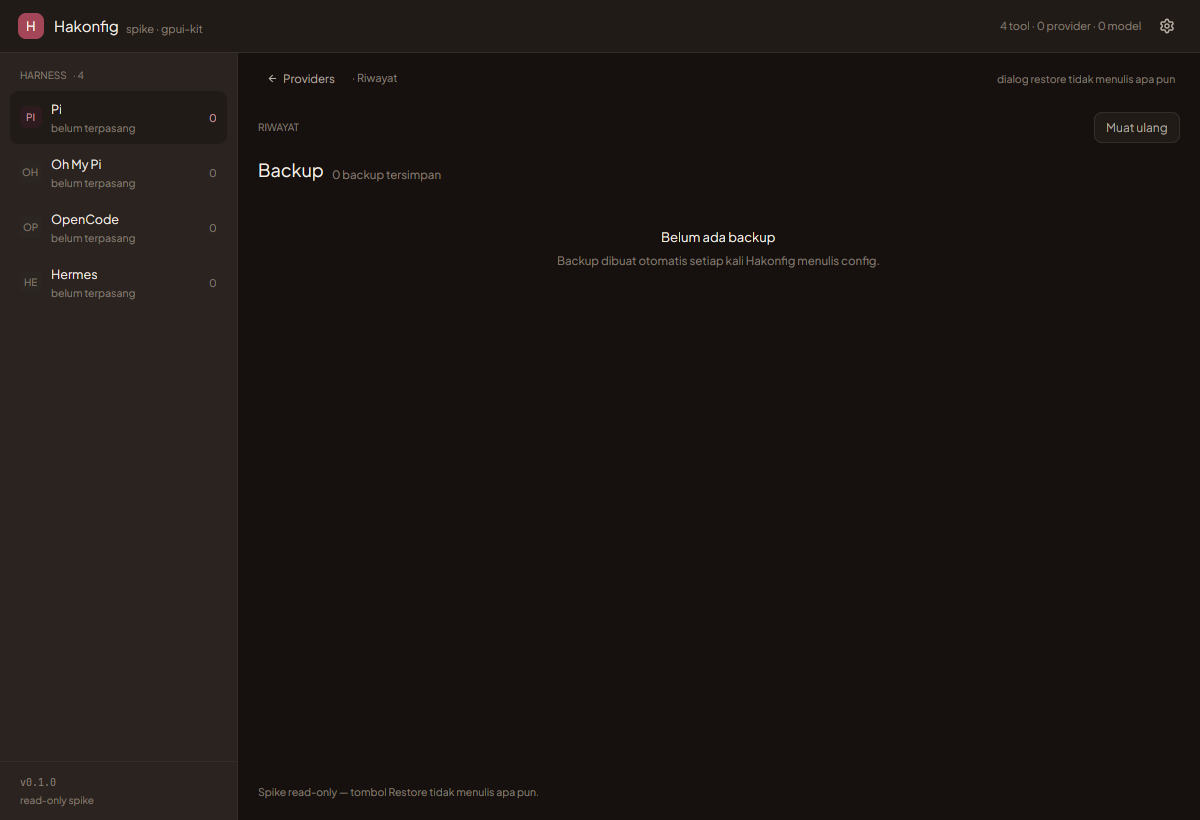 H Hakonfig spike · gpui-kit
4 tool · 0 provider · 0 model
HARNESS · 4
PI Pi 0
belum terpasang
OH Oh My Pi 0
belum terpasang
OP OpenCode 0
belum terpasang
HE Hermes 0
belum terpasang
v0.1.0
read-only spike
← Providers · Riwayat
dialog restore tidak menulis apa pun
RIWAYAT
Muat ulang
Backup 0 backup tersimpan
Belum ada backup
Backup dibuat otomatis setiap kali Hakonfig menulis config.
Spike read-only — tombol Restore tidak menulis apa pun.